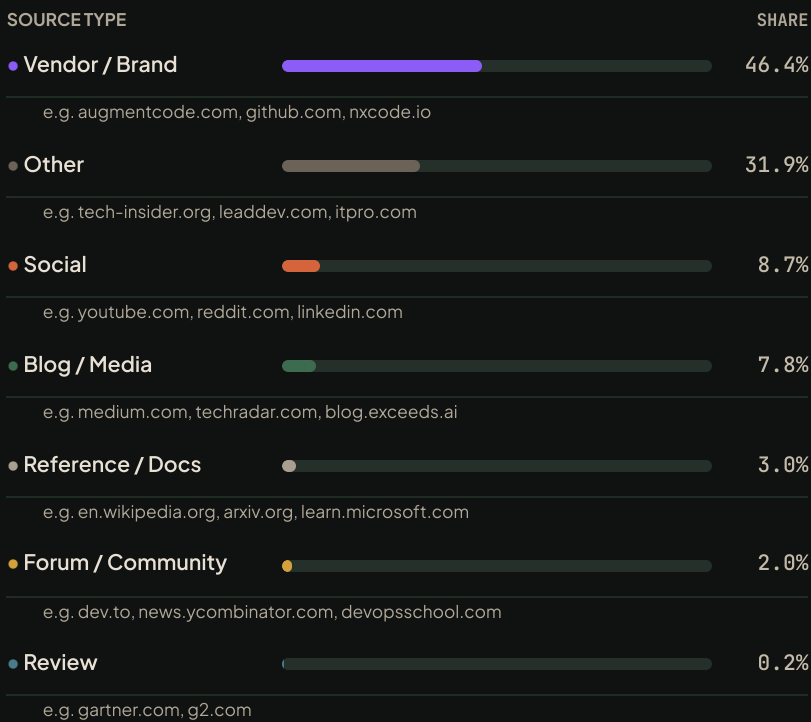 SOURCE TYPE SHARE
Vendor / Brand 46.4%
e.g. augmentcode.com, github.com, nxcode.io
Other 31.9%
e.g. tech-insider.org, leaddev.com, itpro.com
Social 8.7%
e.g. youtube.com, reddit.com, linkedin.com
Blog / Media 7.8%
e.g. medium.com, techradar.com, blog.exceeds.ai
Reference / Docs 3.0%
e.g. en.wikipedia.org, arxiv.org, learn.microsoft.com
Forum / Community 2.0%
e.g. dev.to, news.ycombinator.com, devopsschool.com
Review 0.2%
e.g. gartner.com, g2.com